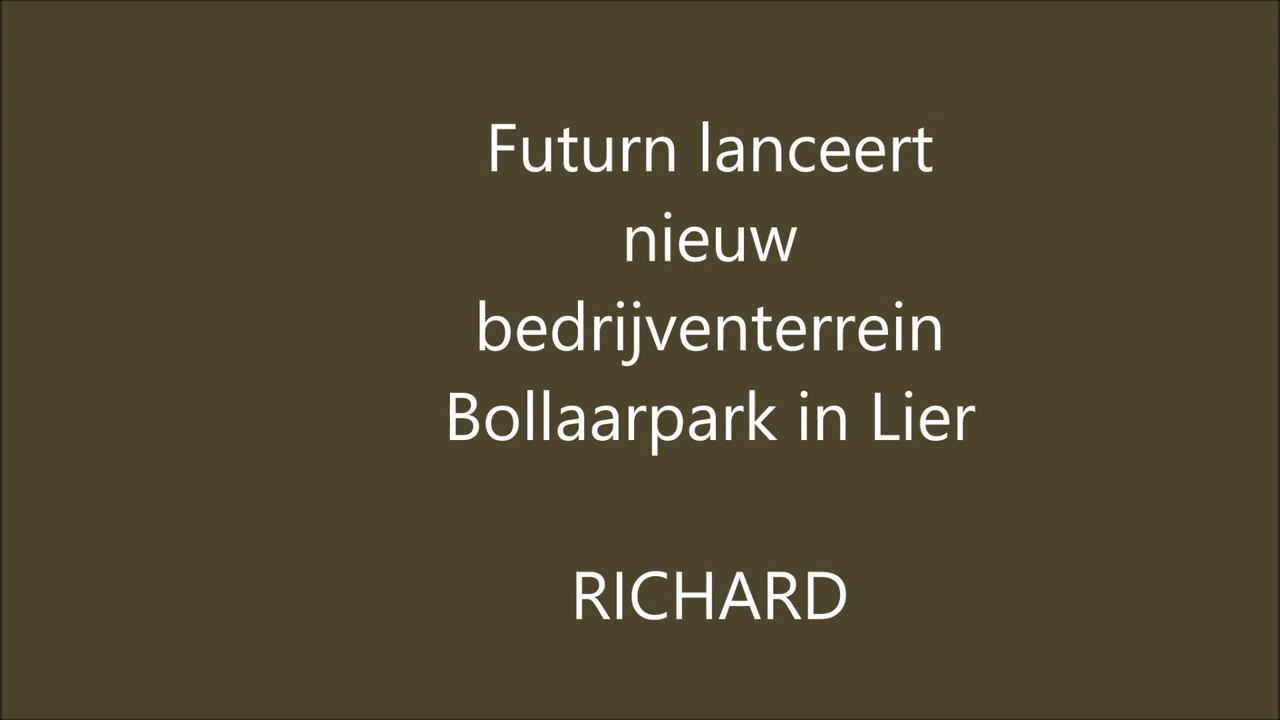 Futurn lanceert
nieuw
bedrijventerrein
Bollaarpark in Lier
RICHARD